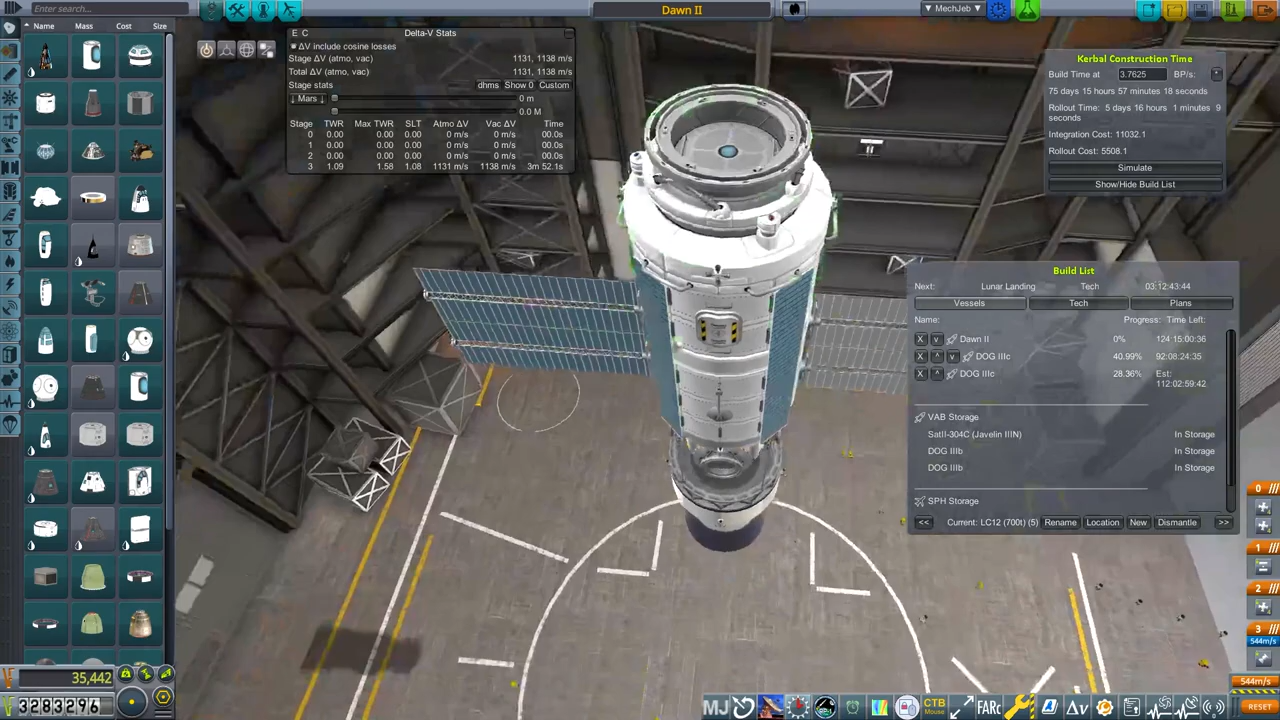 Enter search...
Name Mass Cost Size
Dawn II
MechJeb
E C Delta-V Stats
ΔV include cosine losses
Stage ΔV (atmo, vac) 1131, 1138 m/s
Total ΔV (atmo, vac) 1131, 1138 m/s
Stage stats dhms Show 0 Custom
↓ Mars ↓ 0 m
0.0 M
Stage TWR Max TWR SLT Atmo ΔV Vac ΔV Time
0 0.00 0.00 0.00 0 m/s 0 m/s 00.0s
1 0.00 0.00 0.00 0 m/s 0 m/s 00.0s
2 0.00 0.00 0.00 0 m/s 0 m/s 00.0s
3 1.09 1.58 1.08 1131 m/s 1138 m/s 3m 52.1s
Kerbal Construction Time
Build Time at 3.7625 BP/s: *
75 days 15 hours 57 minutes 18 seconds
Rollout Time: 5 days 16 hours 1 minutes 9
seconds
Integration Cost: 11032.1
Rollout Cost: 5508.1
Simulate
Show/Hide Build List
Build List
Next: Lunar Landing Tech 03:12:43:44
Vessels Tech Plans
Name: Progress: Time Left:
X v Dawn II 0% 124:15:00:36
X ^ v DOG IIIc 40.99% 92:08:24:35
X ^ DOG IIIc 28.36% Est:
112:02:59:42
VAB Storage
SatII-304C (Javelin IIIN) In Storage
DOG IIIb In Storage
DOG IIIb In Storage
SPH Storage
<< Current: LC12 (700t) (5) Rename Location New Dismantle >>
0
1
2
3
544m/s
544m/s
35,442
3283296
MJ CTB Mouse FARc Δv RESET